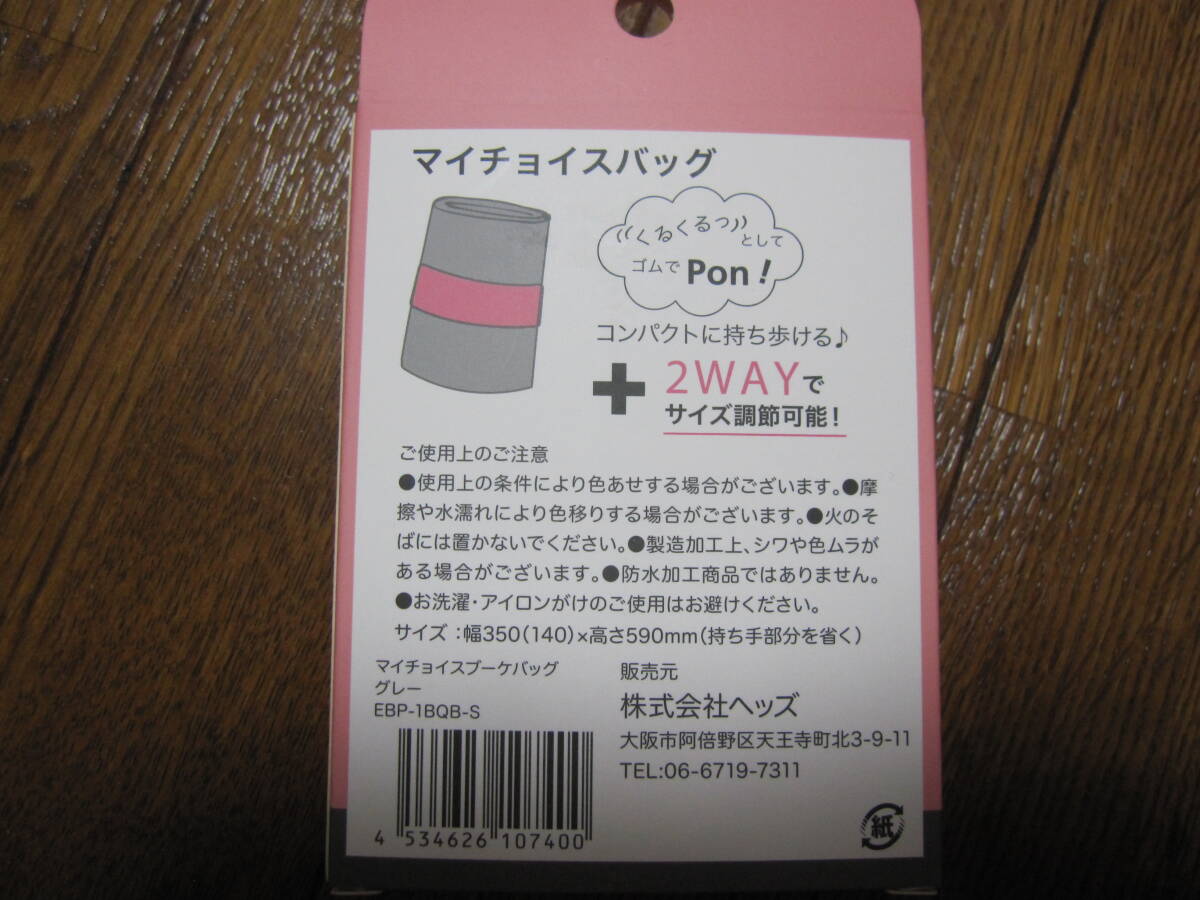 マイチョイスバッグ
くるくるっ
として
ゴムで Pon!
コンパクトに持ち歩ける♪
+ 2WAYで
サイズ調節可能!
ご使用上のご注意
●使用上の条件により色あせする場合がございます。●摩
擦や水濡れにより色移りする場合がございます。●火のそ
ばには置かないでください。●製造加工上、シワや色ムラが
ある場合がございます。●防水加工商品ではありません。
●お洗濯・アイロンがけのご使用はお避けください。
サイズ:幅350(140)×高さ590mm(持ち手部分を省く)
マイチョイスブーケバッグ
グレー
EBP-1BQB-S
4 534626 107400
販売元
株式会社ヘッズ
大阪市阿倍野区天王寺町北3-9-11
TEL:06-6719-7311
紙